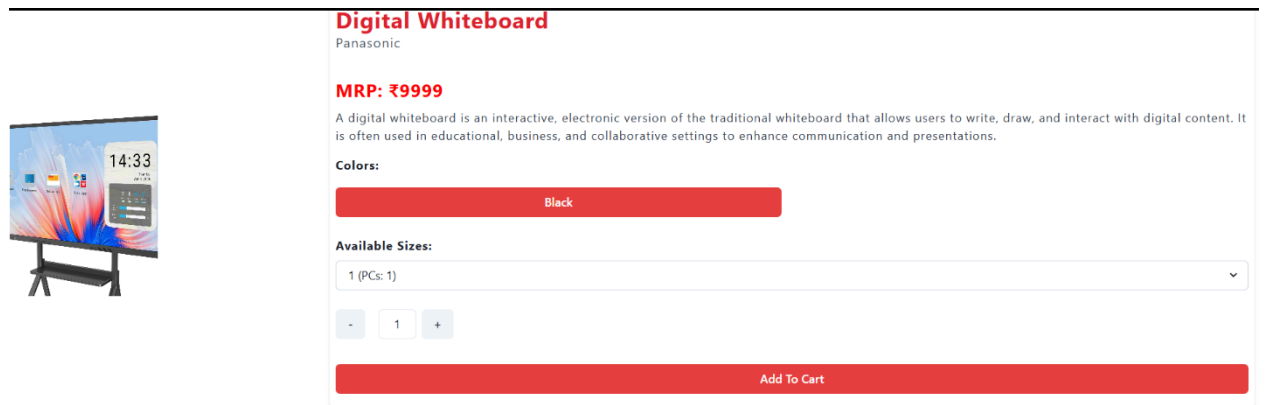 Digital Whiteboard
Panasonic
MRP: ₹9999
A digital whiteboard is an interactive, electronic version of the traditional whiteboard that allows users to write, draw, and interact with digital content. It
is often used in educational, business, and collaborative settings to enhance communication and presentations.
Colors:
Black
Available Sizes:
1 (PCs: 1)
- 1 +
Add To Cart
14:33